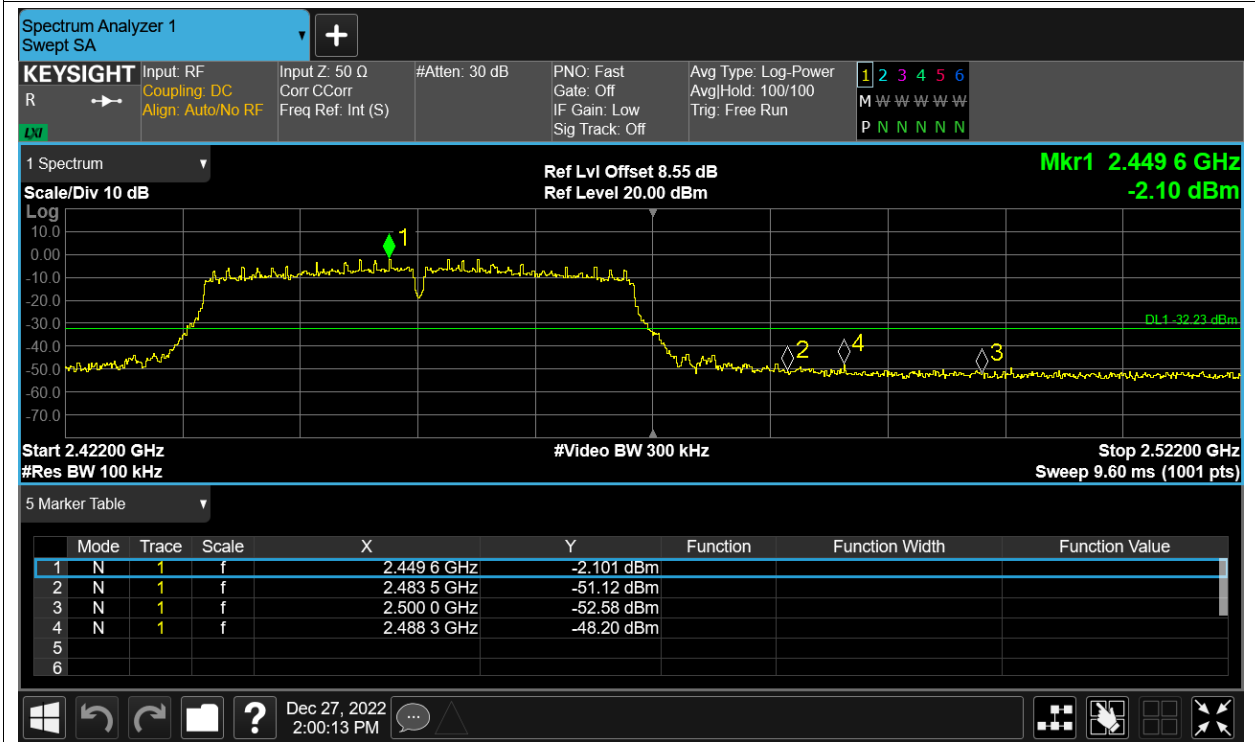 Spectrum Analyzer 1
Swept SA
+
KEYSIGHT
R
LXI
Input: RF
Coupling: DC
Align: Auto/No RF
Input Z: 50 Ω
Corr CCorr
Freq Ref: Int (S)
#Atten: 30 dB
PNO: Fast
Gate: Off
IF Gain: Low
Sig Track: Off
Avg Type: Log-Power
Avg|Hold: 100/100
Trig: Free Run
1 2 3 4 5 6
M W W W W W
P N N N N N
1 Spectrum
Scale/Div 10 dB
Ref Lvl Offset 8.55 dB
Ref Level 20.00 dBm
Mkr1 2.449 6 GHz
-2.10 dBm
Log
10.0
0.00
-10.0
-20.0
-30.0
-40.0
-50.0
-60.0
-70.0
1
DL1 -32.23 dBm
2
4
3
Start 2.42200 GHz
#Video BW 300 kHz
Stop 2.52200 GHz
#Res BW 100 kHz
Sweep 9.60 ms (1001 pts)
5 Marker Table
Mode Trace Scale X Y Function Function Width Function Value
1 N 1 f 2.449 6 GHz -2.101 dBm
2 N 1 f 2.483 5 GHz -51.12 dBm
3 N 1 f 2.500 0 GHz -52.58 dBm
4 N 1 f 2.488 3 GHz -48.20 dBm
5
6
?
Dec 27, 2022
2:00:13 PM